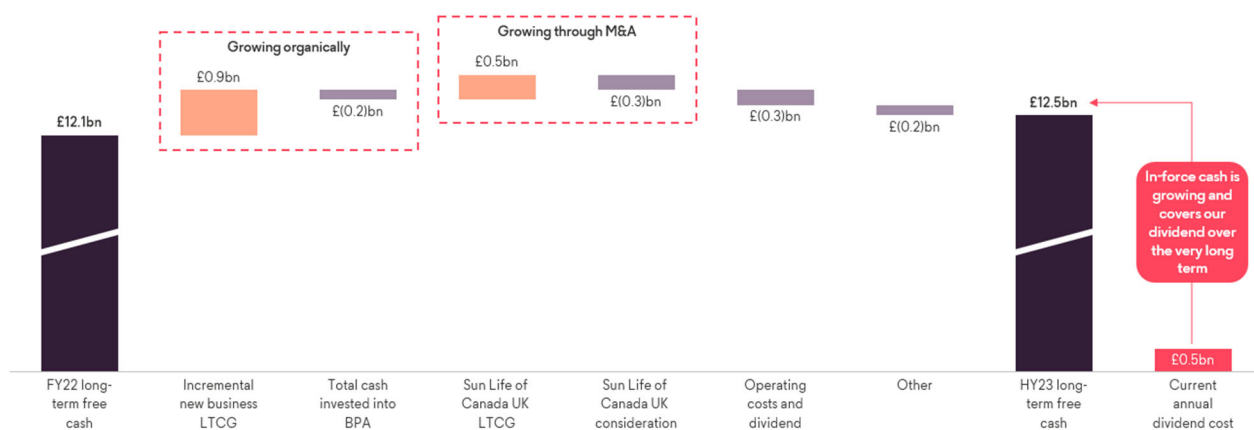 Growing organically
Growing through M&A
£12.1bn
£0.9bn
£(0.2)bn
£0.5bn
£(0.3)bn
£(0.3)bn
£(0.2)bn
£12.5bn
In-force cash is
growing and
covers our
dividend over
the very long
term
£0.5bn
FY22 long-
term free
cash
Incremental
new business
LTCG
Total cash
invested into
BPA
Sun Life of
Canada UK
LTCG
Sun Life of
Canada UK
consideration
Operating
costs and
dividend
Other
HY23 long-
term free
cash
Current
annual
dividend cost